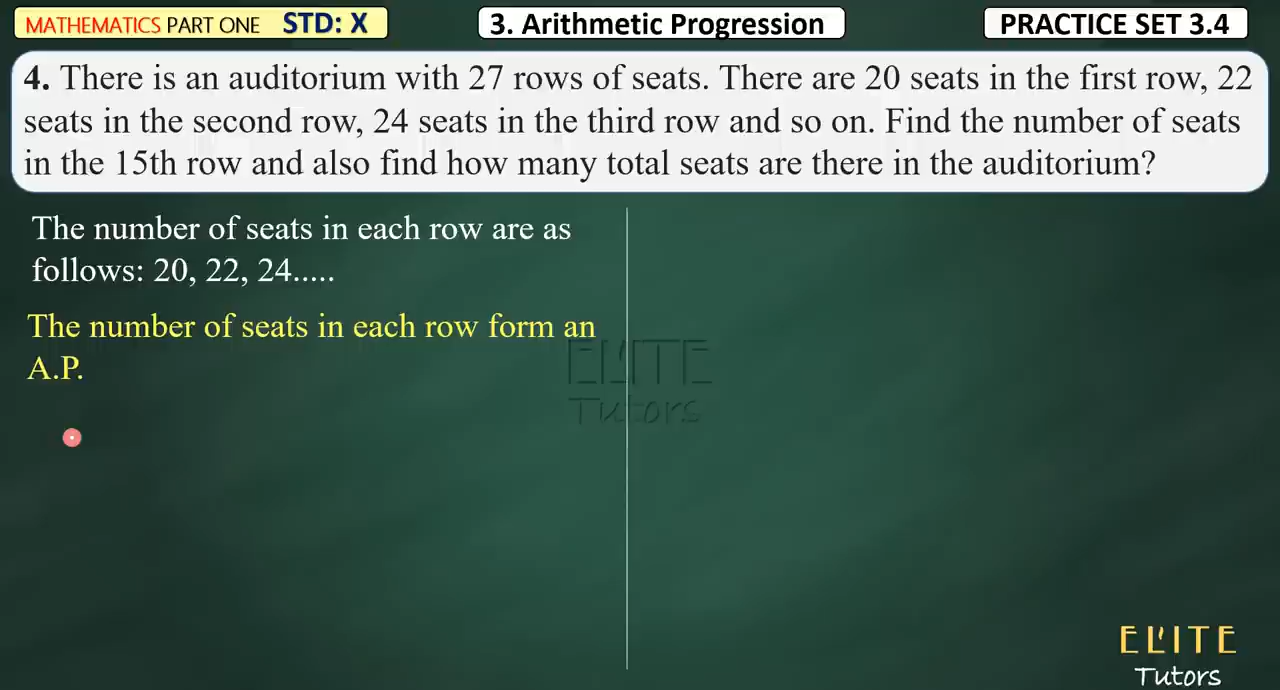 MATHEMATICS PART ONE STD: X
3. Arithmetic Progression
PRACTICE SET 3.4
4. There is an auditorium with 27 rows of seats. There are 20 seats in the first row, 22
seats in the second row, 24 seats in the third row and so on. Find the number of seats
in the 15th row and also find how many total seats are there in the auditorium?
The number of seats in each row are as
follows: 20, 22, 24.....
The number of seats in each row form an
A.P.
ELITE
Tutors
ELITE
Tutors